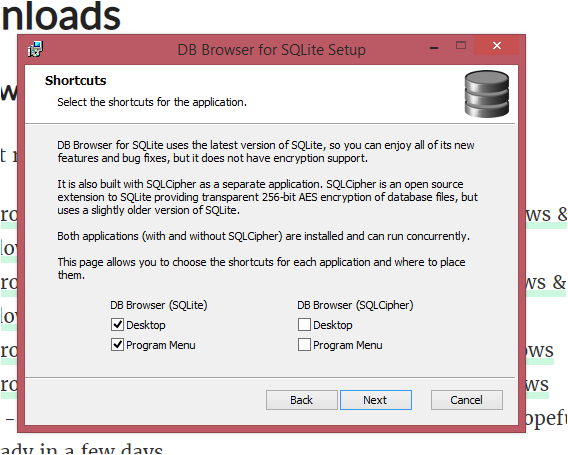 nloads
DB Browser for SQLite Setup
Shortcuts
Select the shortcuts for the application.
DB Browser for SQLite uses the latest version of SQLite, so you can enjoy all of its new
features and bug fixes, but it does not have encryption support.
It is also built with SQLCipher as a separate application. SQLCipher is an open source
extension to SQLite providing transparent 256-bit AES encryption of database files, but
uses a slightly older version of SQLite.
Both applications (with and without SQLCipher) are installed and can run concurrently.
This page allows you to choose the shortcuts for each application and where to place
them.
DB Browser (SQLite) DB Browser (SQLCipher)
Desktop Desktop
Program Menu Program Menu
Back Next Cancel
ady in a few days